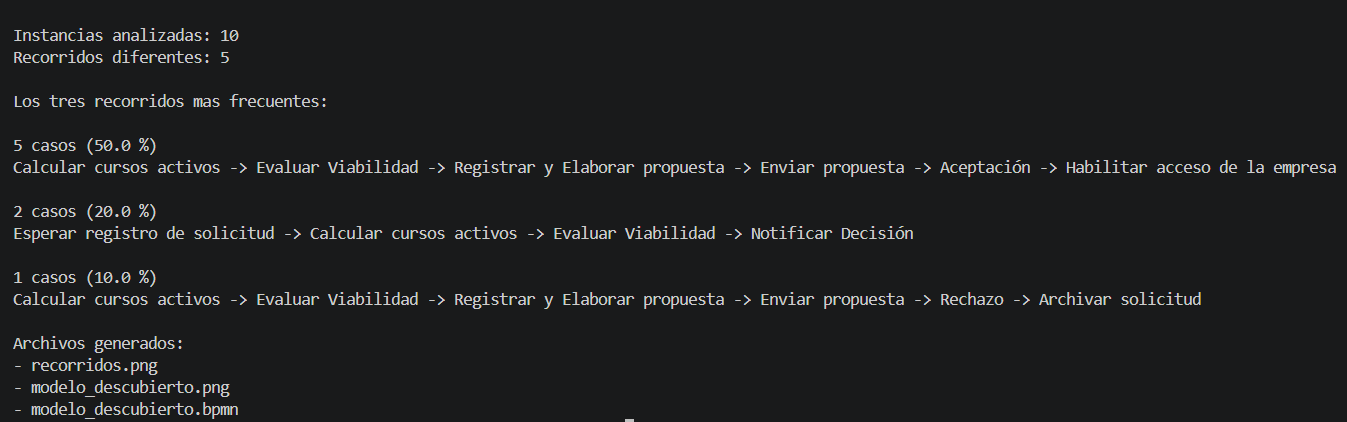 Instancias analizadas: 10
Recorridos diferentes: 5
Los tres recorridos mas frecuentes:
5 casos (50.0 %)
Calcular cursos activos -> Evaluar Viabilidad -> Registrar y Elaborar propuesta -> Enviar propuesta -> Aceptación -> Habilitar acceso de la empresa
2 casos (20.0 %)
Esperar registro de solicitud -> Calcular cursos activos -> Evaluar Viabilidad -> Notificar Decisión
1 casos (10.0 %)
Calcular cursos activos -> Evaluar Viabilidad -> Registrar y Elaborar propuesta -> Enviar propuesta -> Rechazo -> Archivar solicitud
Archivos generados:
- recorridos.png
- modelo_descubierto.png
- modelo_descubierto.bpmn